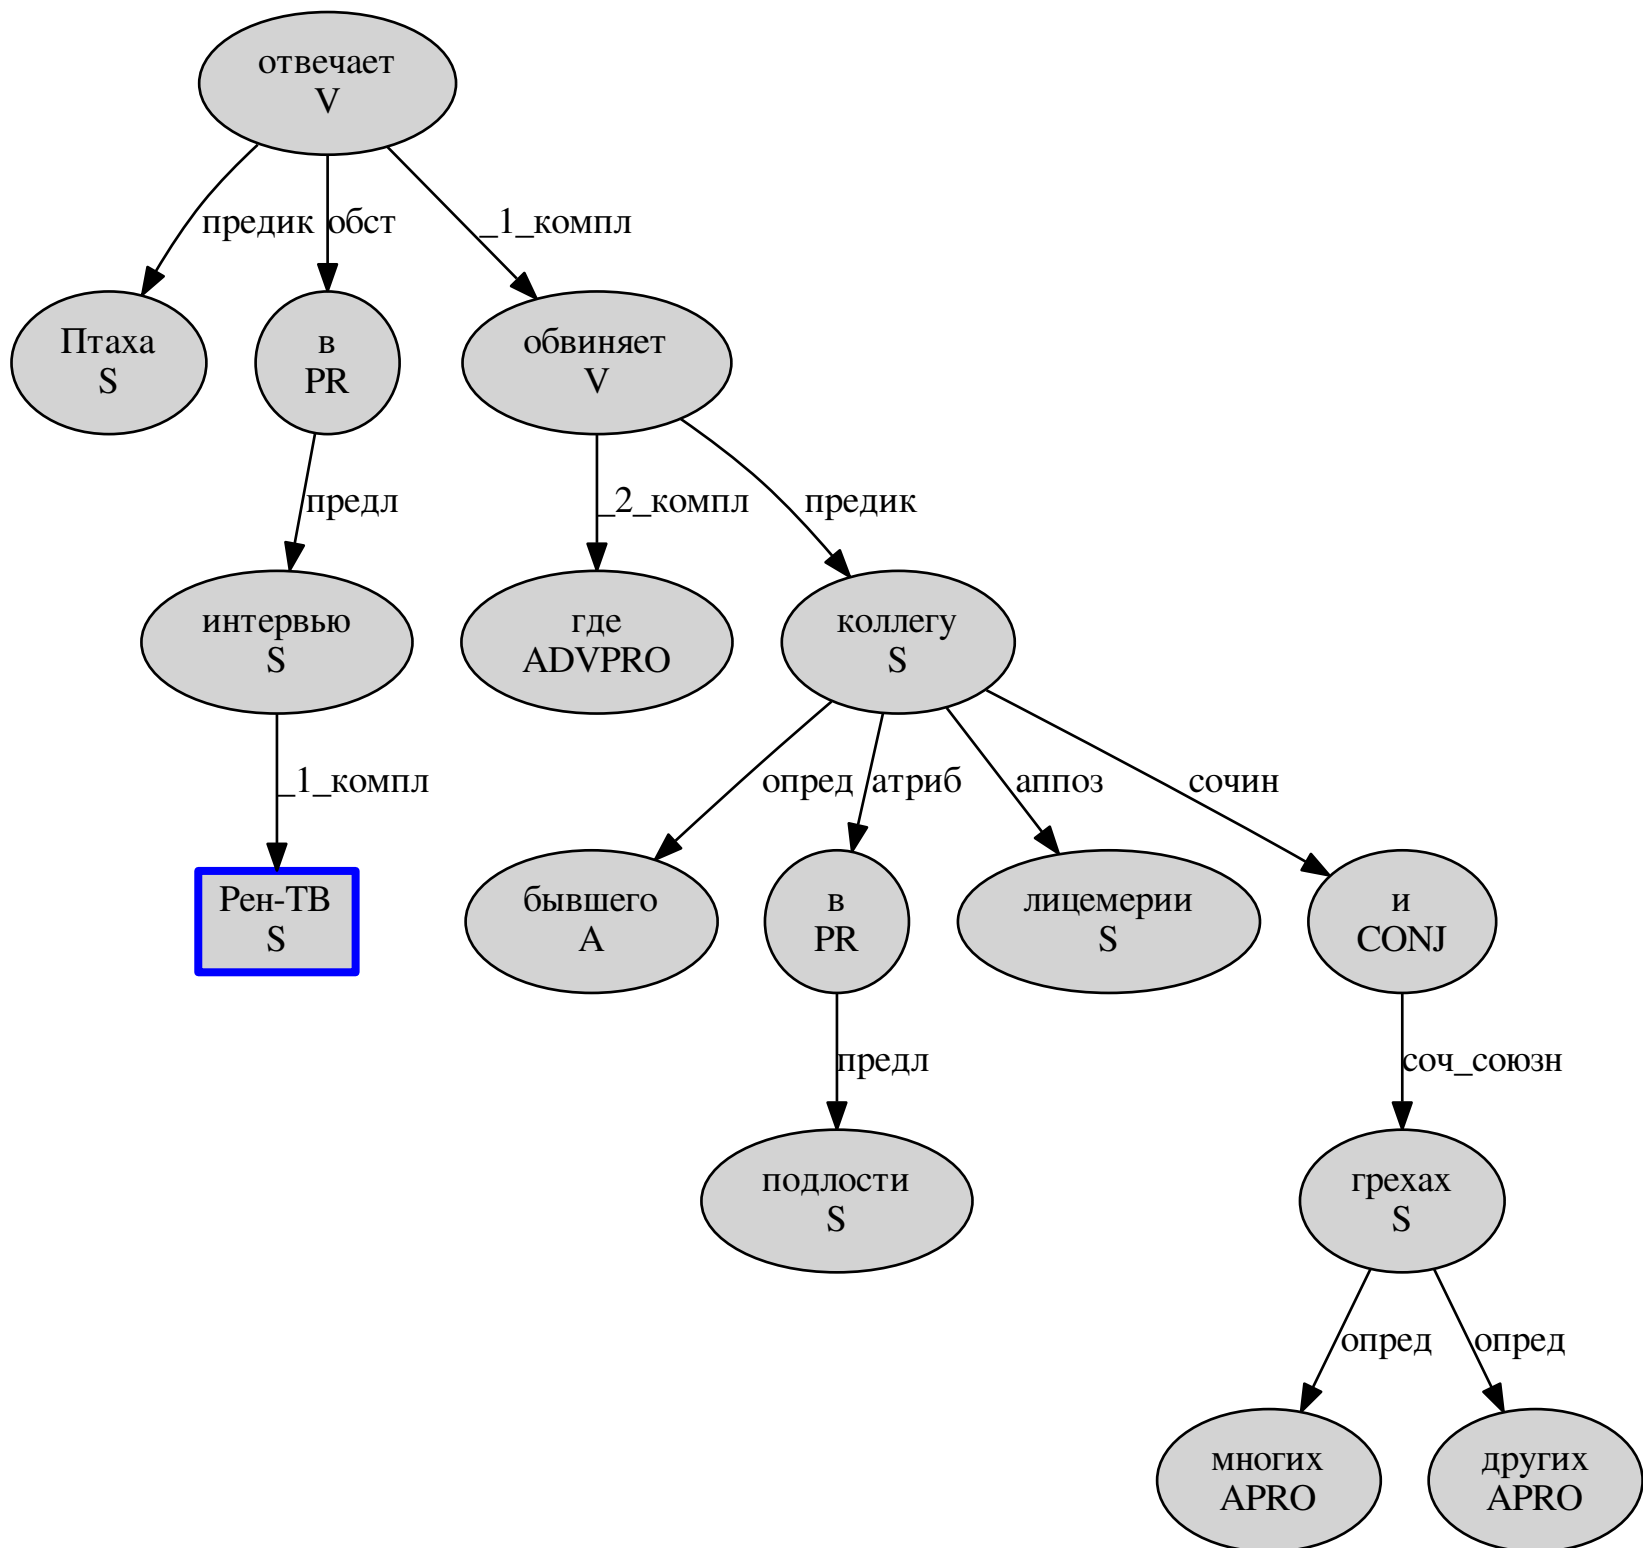 отвечает
V
предик
обст
_1_компл
Птаха
S
в
PR
обвиняет
V
предл
_2_компл
предик
интервью
S
где
ADVPRO
коллегу
S
_1_компл
опред
атриб
аппоз
сочин
Рен-ТВ
S
бывшего
A
в
PR
лицемерии
S
и
CONJ
предл
соч_союзн
подлости
S
грехах
S
опред
опред
многих
APRO
других
APRO